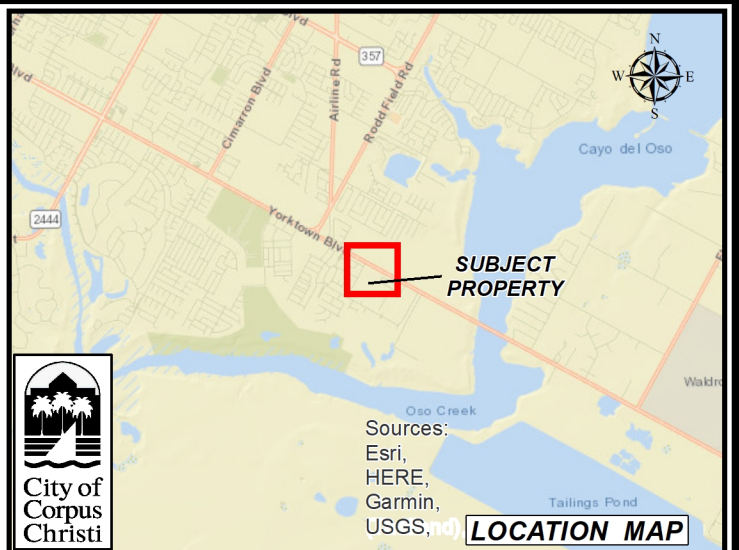 Blvd
357
N
W
E
S
Blvd
Cimarron Blvd
Airline Rd
Rodd Field Rd
Cayo del Oso
2444
Yorktown Blvd
SUBJECT
PROPERTY
Oso Creek
Tailings Pond
Sources:
Esri,
HERE,
Garmin,
USGS,
City of
Corpus
Christi
LOCATION MAP